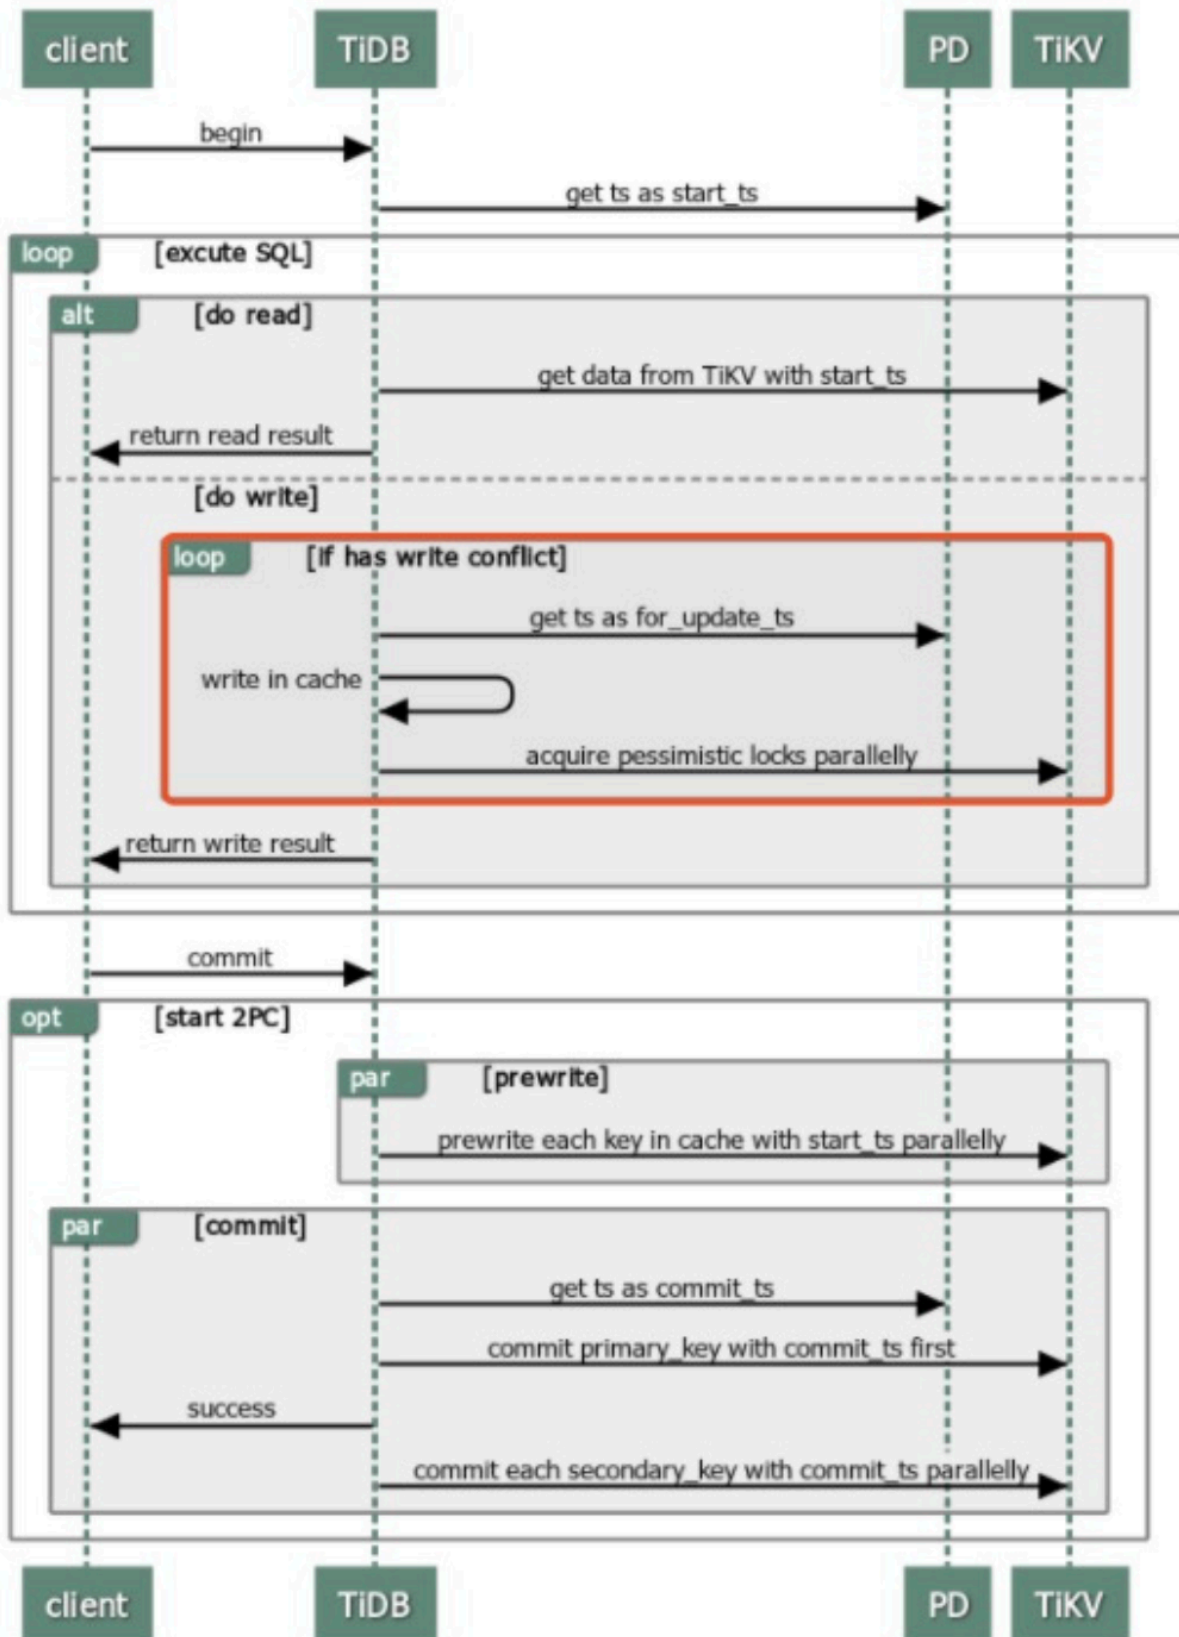 client TiDB PD TiKV
begin
get ts as start_ts
loop [excute SQL]
alt [do read]
get data from TiKV with start_ts
return read result
[do write]
loop [if has write conflict]
get ts as for_update_ts
write in cache
acquire pessimistic locks parallelly
return write result
commit
opt [start 2PC]
par [prewrite]
prewrite each key in cache with start_ts parallelly
par [commit]
get ts as commit_ts
commit primary_key with commit_ts first
success
commit each secondary_key with commit_ts parallelly
client TiDB PD TiKV